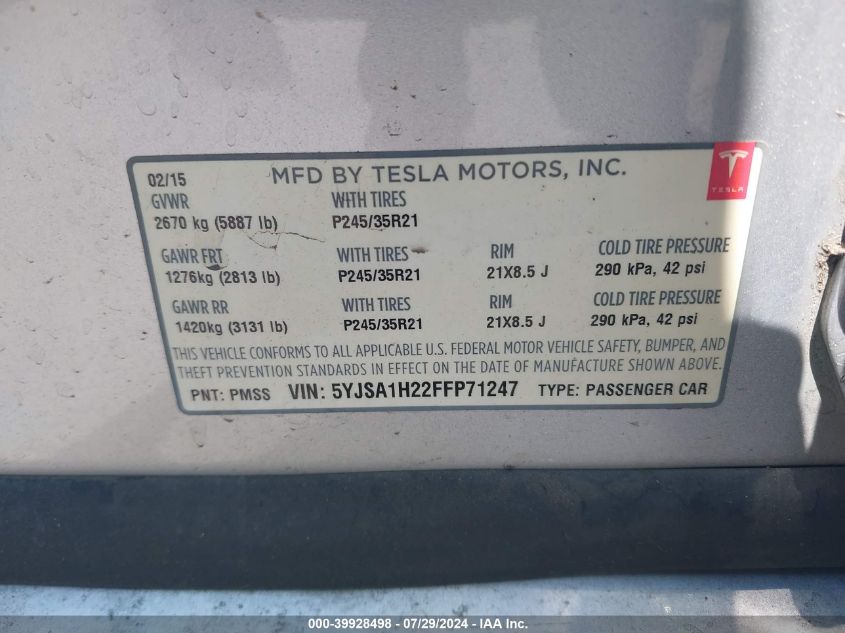 02/15 MFD BY TESLA MOTORS, INC.
TESLA
GVWR WITH TIRES
2670 kg (5887 lb) P245/35R21
GAWR FRT WITH TIRES RIM COLD TIRE PRESSURE
1276kg (2813 lb) P245/35R21 21X8.5 J 290 kPa, 42 psi
GAWR RR WITH TIRES RIM COLD TIRE PRESSURE
1420kg (3131 lb) P245/35R21 21X8.5 J 290 kPa, 42 psi
THIS VEHICLE CONFORMS TO ALL APPLICABLE U.S. FEDERAL MOTOR VEHICLE SAFETY, BUMPER, AND
THEFT PREVENTION STANDARDS IN EFFECT ON THE DATE OF MANUFACTURE SHOWN ABOVE.
PNT: PMSS VIN: 5YJSA1H22FFP71247 TYPE: PASSENGER CAR
000-39928498 - 07/29/2024 - IAA Inc.